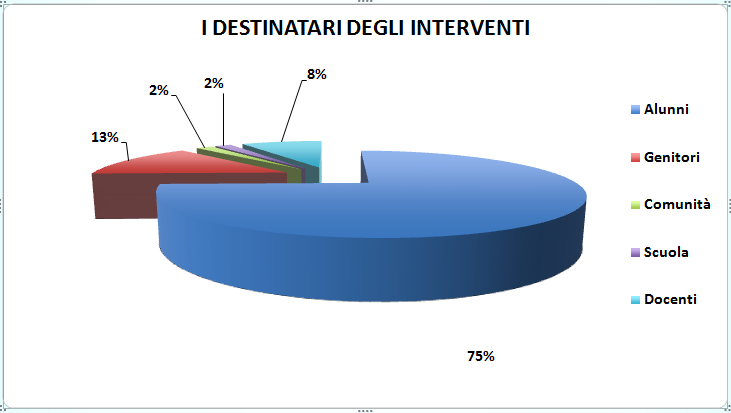 I DESTINATARI DEGLI INTERVENTI
8%
2%
2%
13%
75%
Alunni
Genitori
Comunità
Scuola
Docenti